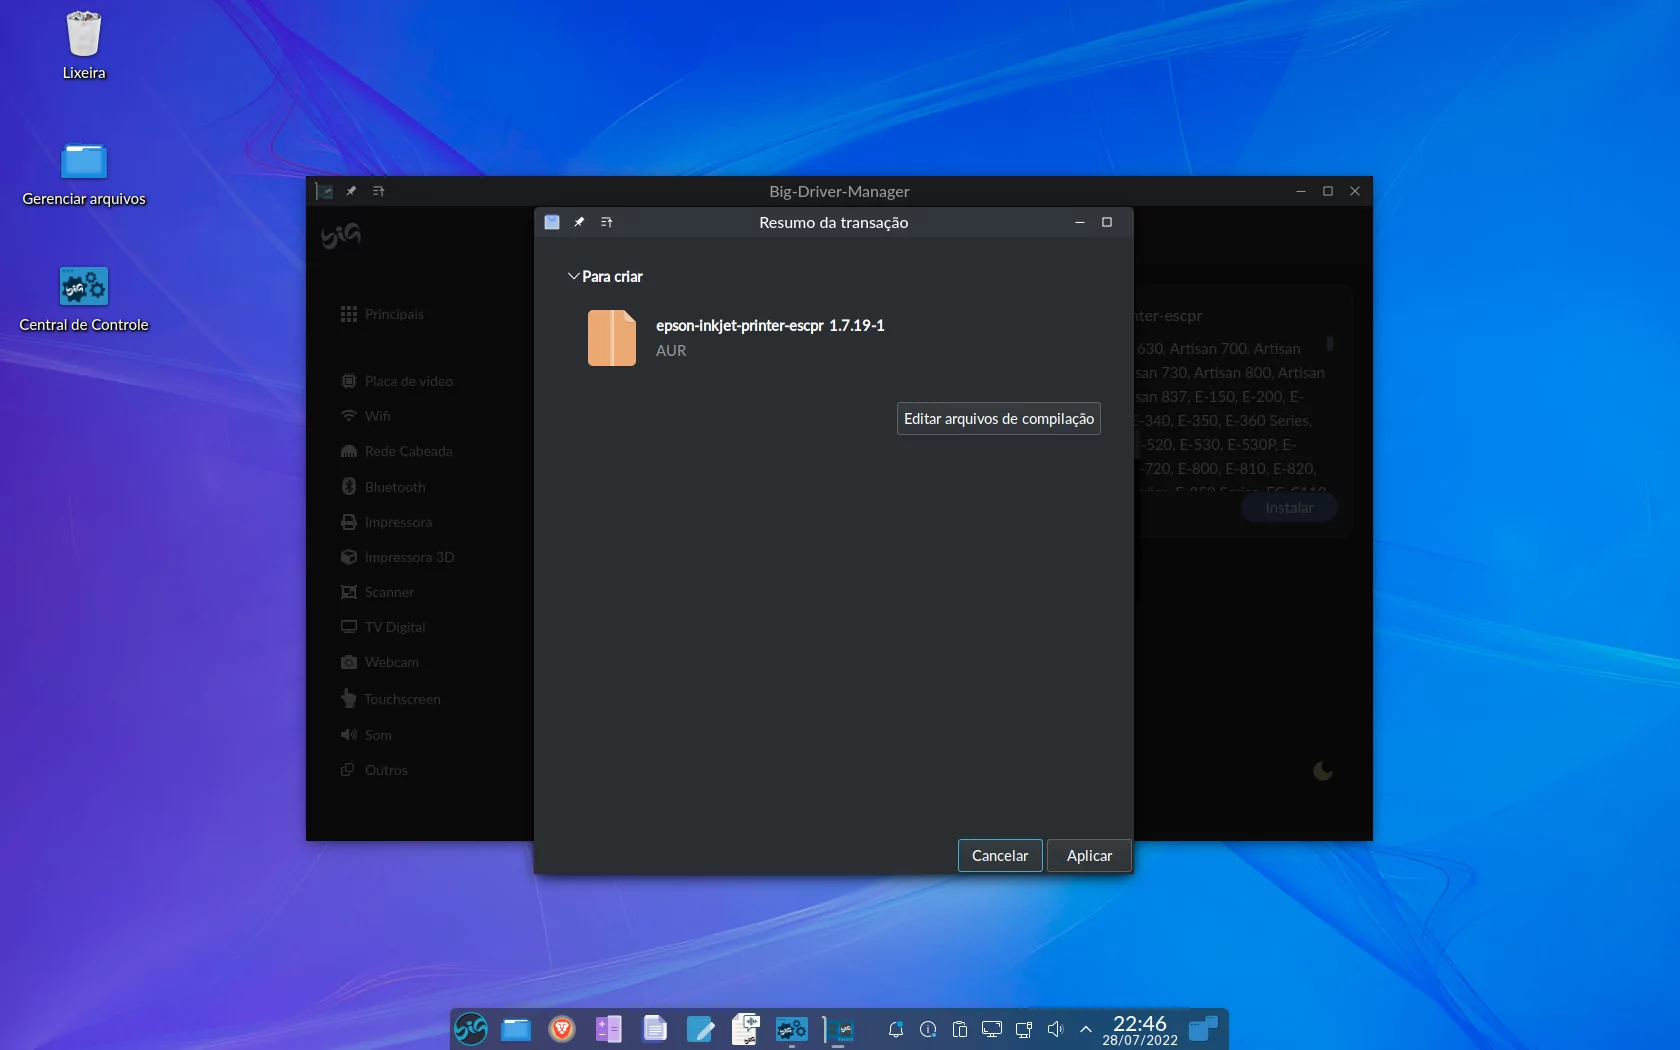 Lixeira
Gerenciar arquivos
Central de Controle
Big-Driver-Manager
big
Principais
Placa de vídeo
Wifi
Rede Cabeada
Bluetooth
Impressora
Impressora 3D
Scanner
TV Digital
Webcam
Touchscreen
Som
Outros
Resumo da transação
Para criar
epson-inkjet-printer-escpr 1.7.19-1
AUR
Editar arquivos de compilação
Cancelar
Aplicar
nter-escpr
630, Artisan 700, Artisan
san 730, Artisan 800, Artisan
san 837, E-150, E-200, E-
E-340, E-350, E-360 Series,
-520, E-530, E-530P, E-
-720, E-800, E-810, E-820,
Instalar
22:46
28/07/2022